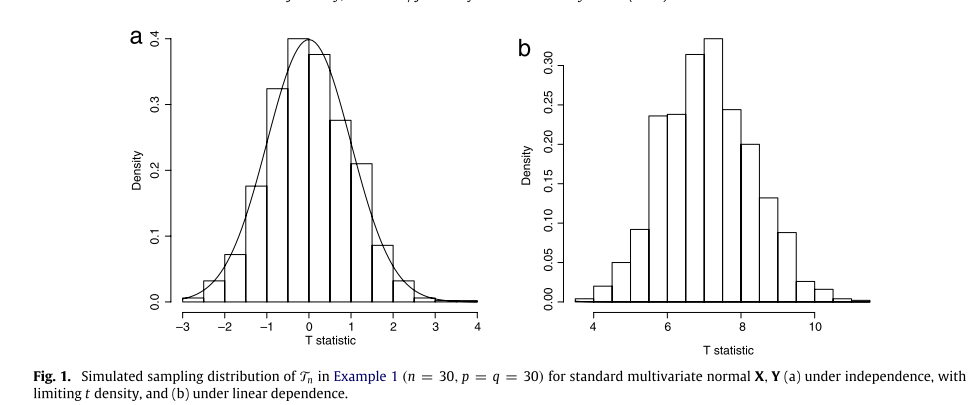 a
0.4
0.3
0.2
0.1
0.0
Density
−3 −2 −1 0 1 2 3 4
T statistic
b
0.30
0.25
0.20
0.15
0.10
0.05
0.00
Density
4 6 8 10
T statistic
Fig. 1. Simulated sampling distribution of 𝒯n in Example 1 (n = 30, p = q = 30) for standard multivariate normal X, Y (a) under independence, with
limiting t density, and (b) under linear dependence.